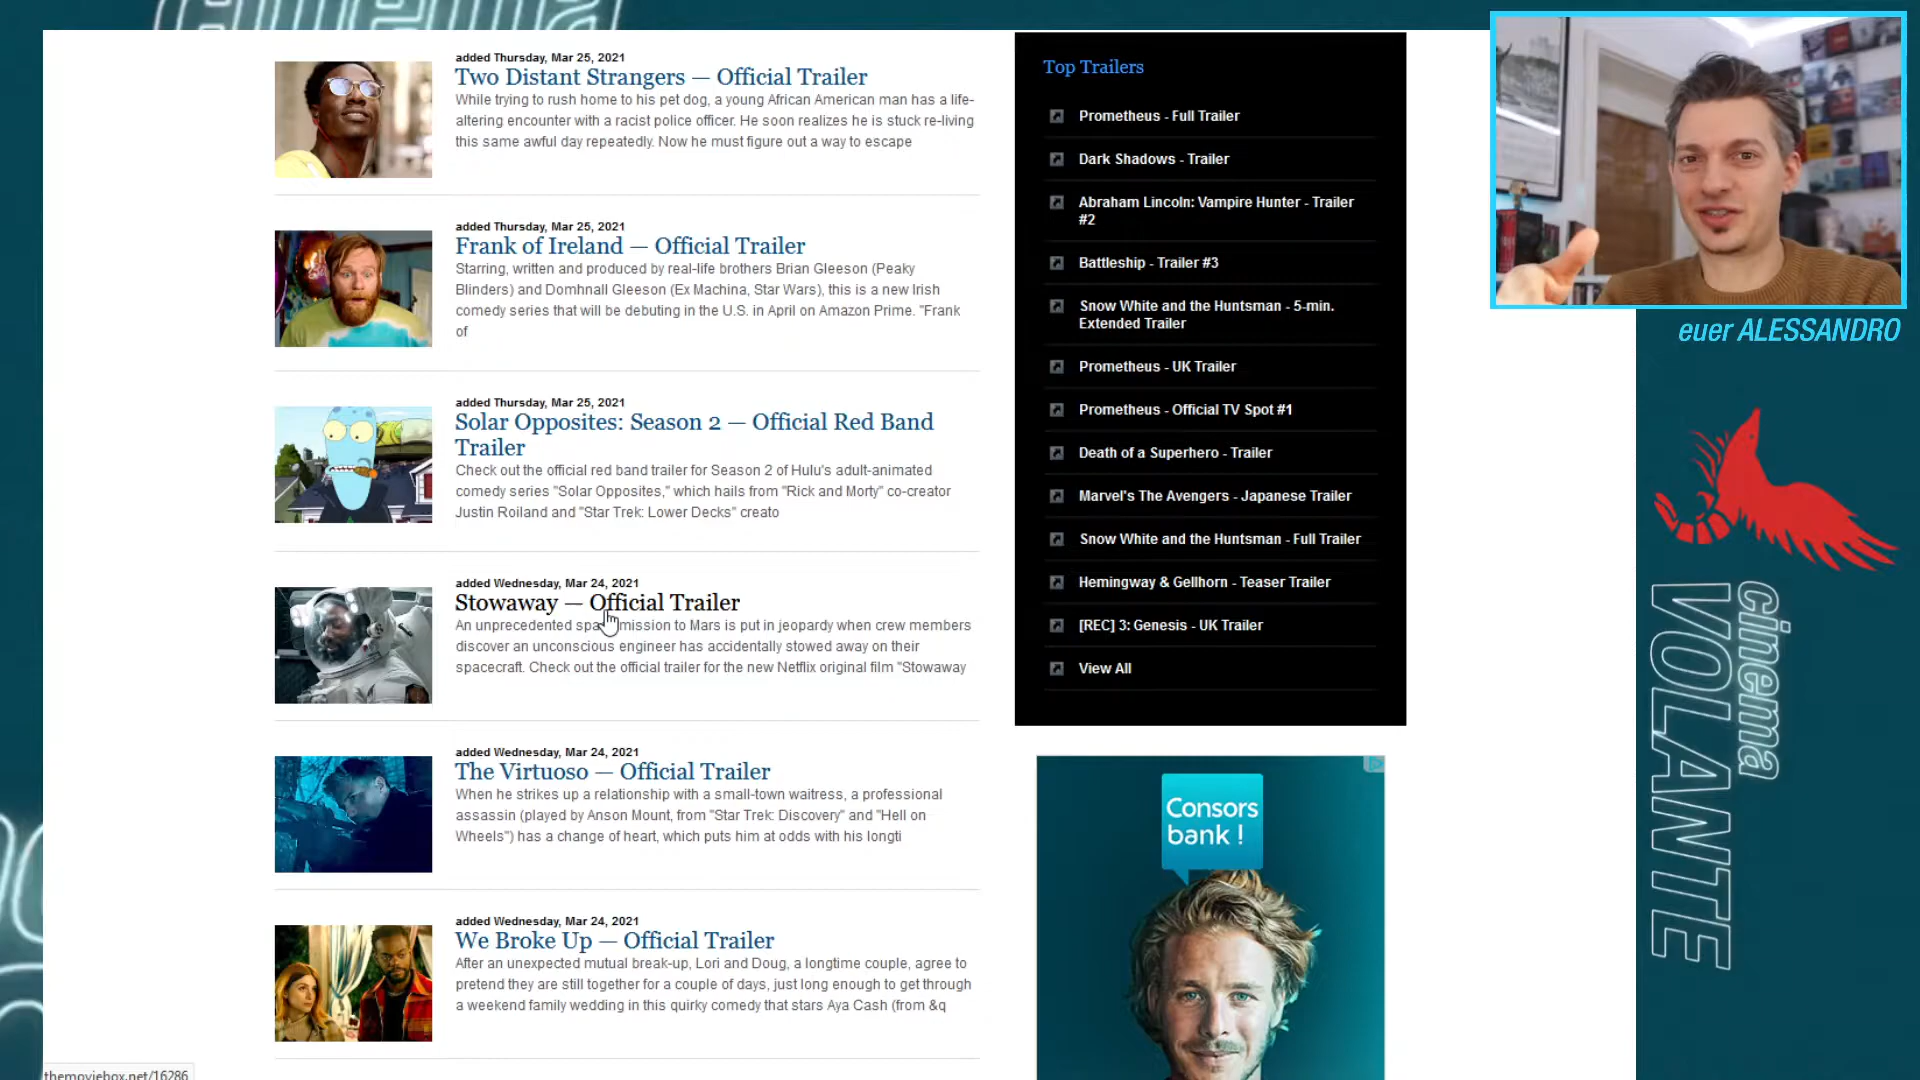 added Thursday, Mar 25, 2021
Two Distant Strangers — Official Trailer
While trying to rush home to his pet dog, a young African American man has a life-
altering encounter with a racist police officer. He soon realizes he is stuck re-living
this same awful day repeatedly. Now he must figure out a way to escape
added Thursday, Mar 25, 2021
Frank of Ireland — Official Trailer
Starring, written and produced by real-life brothers Brian Gleeson (Peaky
Blinders) and Domhnall Gleeson (Ex Machina, Star Wars), this is a new Irish
comedy series that will be debuting in the U.S. in April on Amazon Prime. "Frank
of
added Thursday, Mar 25, 2021
Solar Opposites: Season 2 — Official Red Band
Trailer
Check out the official red band trailer for Season 2 of Hulu's adult-animated
comedy series "Solar Opposites," which hails from "Rick and Morty" co-creator
Justin Roiland and "Star Trek: Lower Decks" creato
added Wednesday, Mar 24, 2021
Stowaway — Official Trailer
An unprecedented mission to Mars is put in jeopardy when crew members
discover an unconscious engineer has accidentally stowed away on their
spacecraft. Check out the official trailer for the new Netflix original film "Stowaway
added Wednesday, Mar 24, 2021
The Virtuoso — Official Trailer
When he strikes up a relationship with a small-town waitress, a professional
assassin (played by Anson Mount, from "Star Trek: Discovery" and "Hell on
Wheels") has a change of heart, which puts him at odds with his longti
added Wednesday, Mar 24, 2021
We Broke Up — Official Trailer
After an unexpected mutual break-up, Lori and Doug, a longtime couple, agree to
pretend they are still together for a couple of days, just long enough to get through
a weekend family wedding in this quirky comedy that stars Aya Cash (from &q
themoviebox.net/16286
Top Trailers
Prometheus - Full Trailer
Dark Shadows - Trailer
Abraham Lincoln: Vampire Hunter - Trailer
#2
Battleship - Trailer #3
Snow White and the Huntsman - 5-min.
Extended Trailer
Prometheus - UK Trailer
Prometheus - Official TV Spot #1
Death of a Superhero - Trailer
Marvel's The Avengers - Japanese Trailer
Snow White and the Huntsman - Full Trailer
Hemingway & Gellhorn - Teaser Trailer
[REC] 3: Genesis - UK Trailer
View All
Consors
bank !
euer ALESSANDRO
cinema
VOLANTE